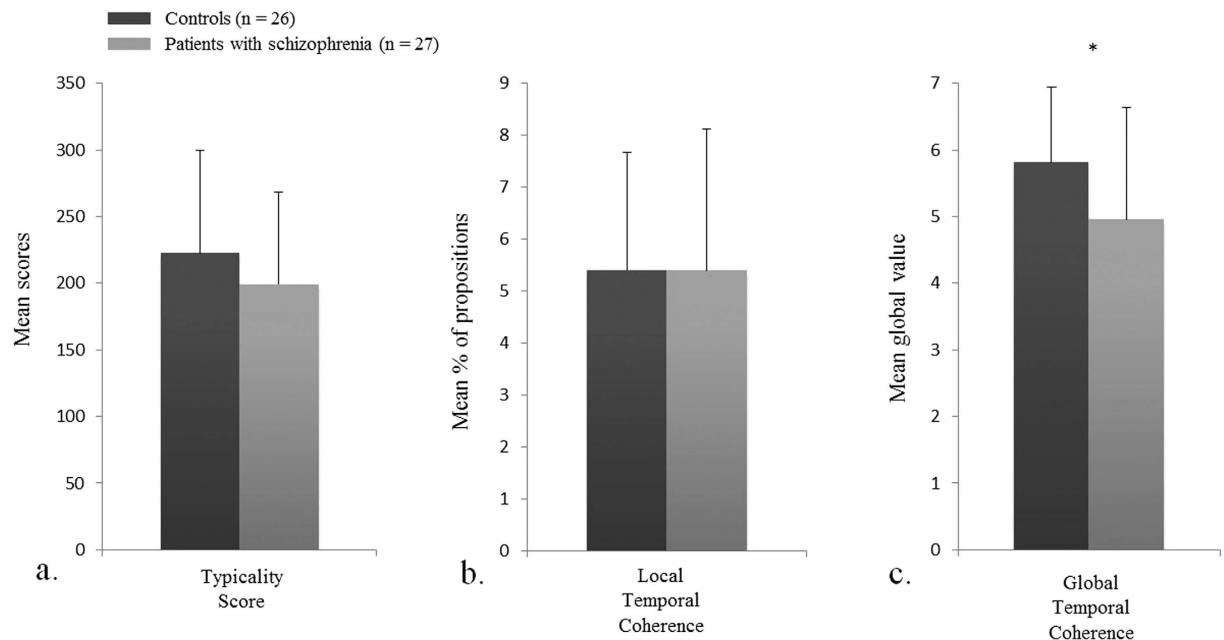 Controls (n = 26)
Patients with schizophrenia (n = 27)
350
300
250
200
150
100
50
0
Mean scores
a.
Typicality
Score
9
8
7
6
5
4
3
2
1
0
Mean % of propositions
b.
Local
Temporal
Coherence
*
7
6
5
4
3
2
1
0
Mean global value
c.
Global
Temporal
Coherence